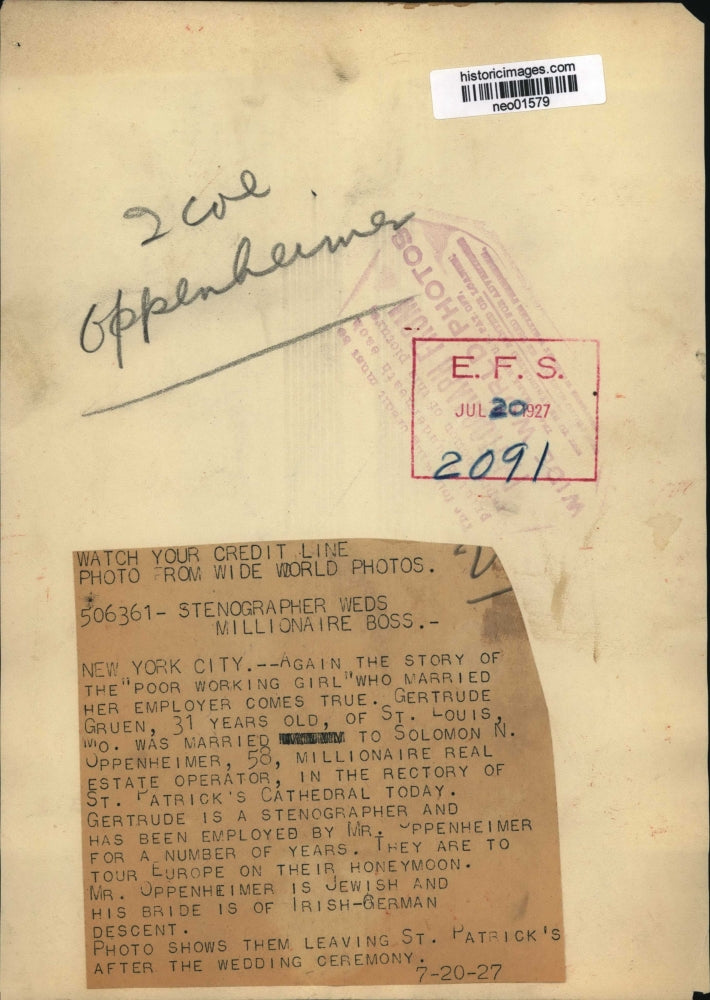 historicimages.com
neo01579
2 col
Oppenheimer
WIDE WORLD PHOTOS
E. F. S.
JUL 20 1927
2091
WATCH YOUR CREDIT LINE
PHOTO FROM WIDE WORLD PHOTOS.
506361- STENOGRAPHER WEDS
MILLIONAIRE BOSS.-
NEW YORK CITY.--AGAIN THE STORY OF
THE "POOR WORKING GIRL" WHO MARRIED
HER EMPLOYER COMES TRUE. GERTRUDE
GRUEN, 31 YEARS OLD, OF ST. LOUIS,
MO. WAS MARRIED TO SOLOMON N.
OPPENHEIMER, 58, MILLIONAIRE REAL
ESTATE OPERATOR, IN THE RECTORY OF
ST. PATRICK'S CATHEDRAL TODAY.
GERTRUDE IS A STENOGRAPHER AND
HAS BEEN EMPLOYED BY MR. OPPENHEIMER
FOR A NUMBER OF YEARS. THEY ARE TO
TOUR EUROPE ON THEIR HONEYMOON.
MR. OPPENHEIMER IS JEWISH AND
HIS BRIDE IS OF IRISH-GERMAN
DESCENT.
PHOTO SHOWS THEM LEAVING ST. PATRICK'S
AFTER THE WEDDING CEREMONY.
7-20-27